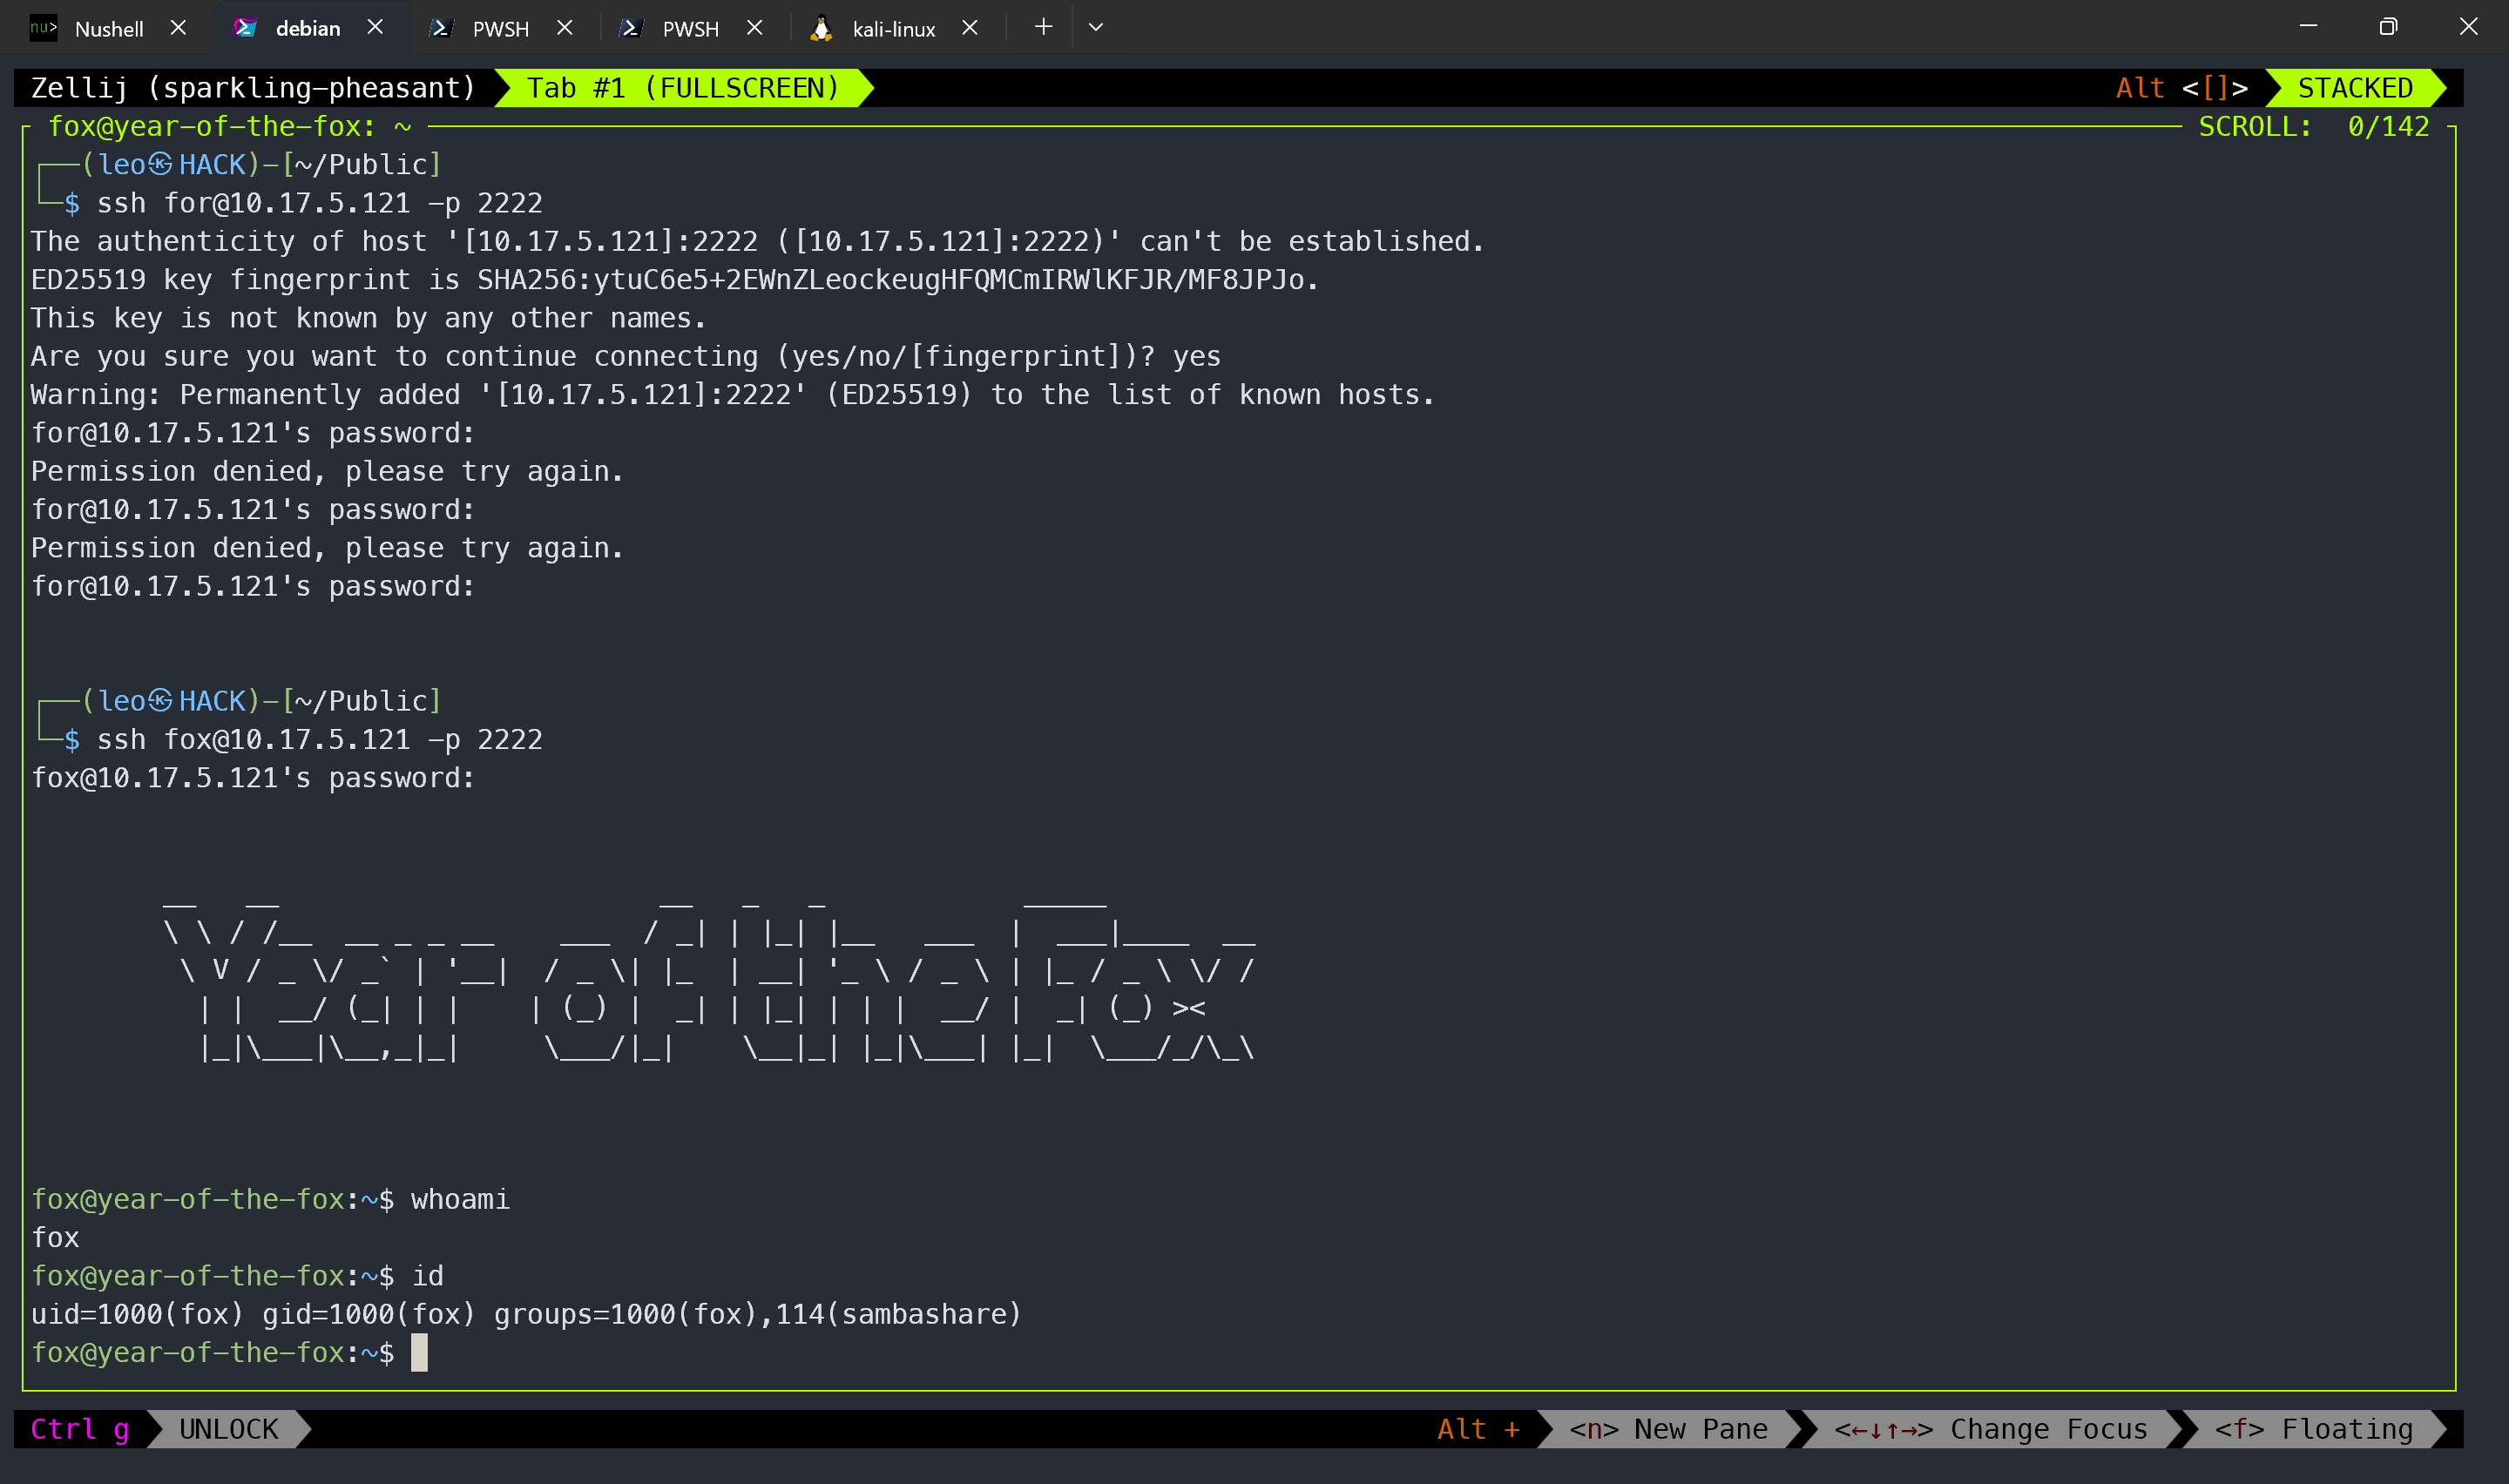 nu> Nushell debian PWSH PWSH kali-linux
Zellij (sparkling-pheasant) Tab #1 (FULLSCREEN) Alt <[]> STACKED
fox@year-of-the-fox: ~ SCROLL: 0/142
┌──(leo㉿HACK)-[~/Public]
└─$ ssh for@10.17.5.121 -p 2222
The authenticity of host '[10.17.5.121]:2222 ([10.17.5.121]:2222)' can't be established.
ED25519 key fingerprint is SHA256:ytuC6e5+2EWnZLeockeugHFQMCmIRWlKFJR/MF8JPJo.
This key is not known by any other names.
Are you sure you want to continue connecting (yes/no/[fingerprint])? yes
Warning: Permanently added '[10.17.5.121]:2222' (ED25519) to the list of known hosts.
for@10.17.5.121's password:
Permission denied, please try again.
for@10.17.5.121's password:
Permission denied, please try again.
for@10.17.5.121's password:
┌──(leo㉿HACK)-[~/Public]
└─$ ssh fox@10.17.5.121 -p 2222
fox@10.17.5.121's password:
Year of the Fox
fox@year-of-the-fox:~$ whoami
fox
fox@year-of-the-fox:~$ id
uid=1000(fox) gid=1000(fox) groups=1000(fox),114(sambashare)
fox@year-of-the-fox:~$
Ctrl g UNLOCK Alt + <n> New Pane <←↓↑→> Change Focus <f> Floating